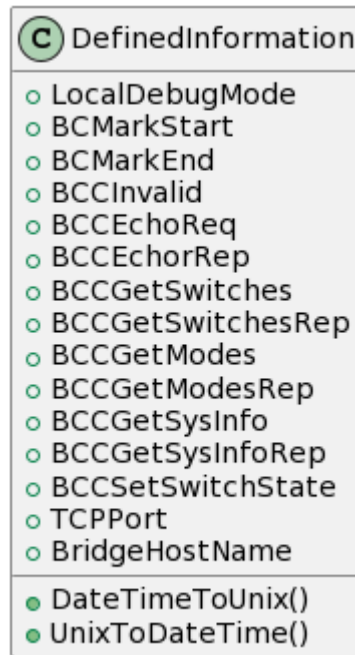 C DefinedInformation
LocalDebugMode
BCMarkStart
BCMarkEnd
BCCInvalid
BCCEchoReq
BCCEchorRep
BCCGetSwitches
BCCGetSwitchesRep
BCCGetModes
BCCGetModesRep
BCCGetSysInfo
BCCGetSysInfoRep
BCCSetSwitchState
TCPPort
BridgeHostName
DateTimeToUnix()
UnixToDateTime()